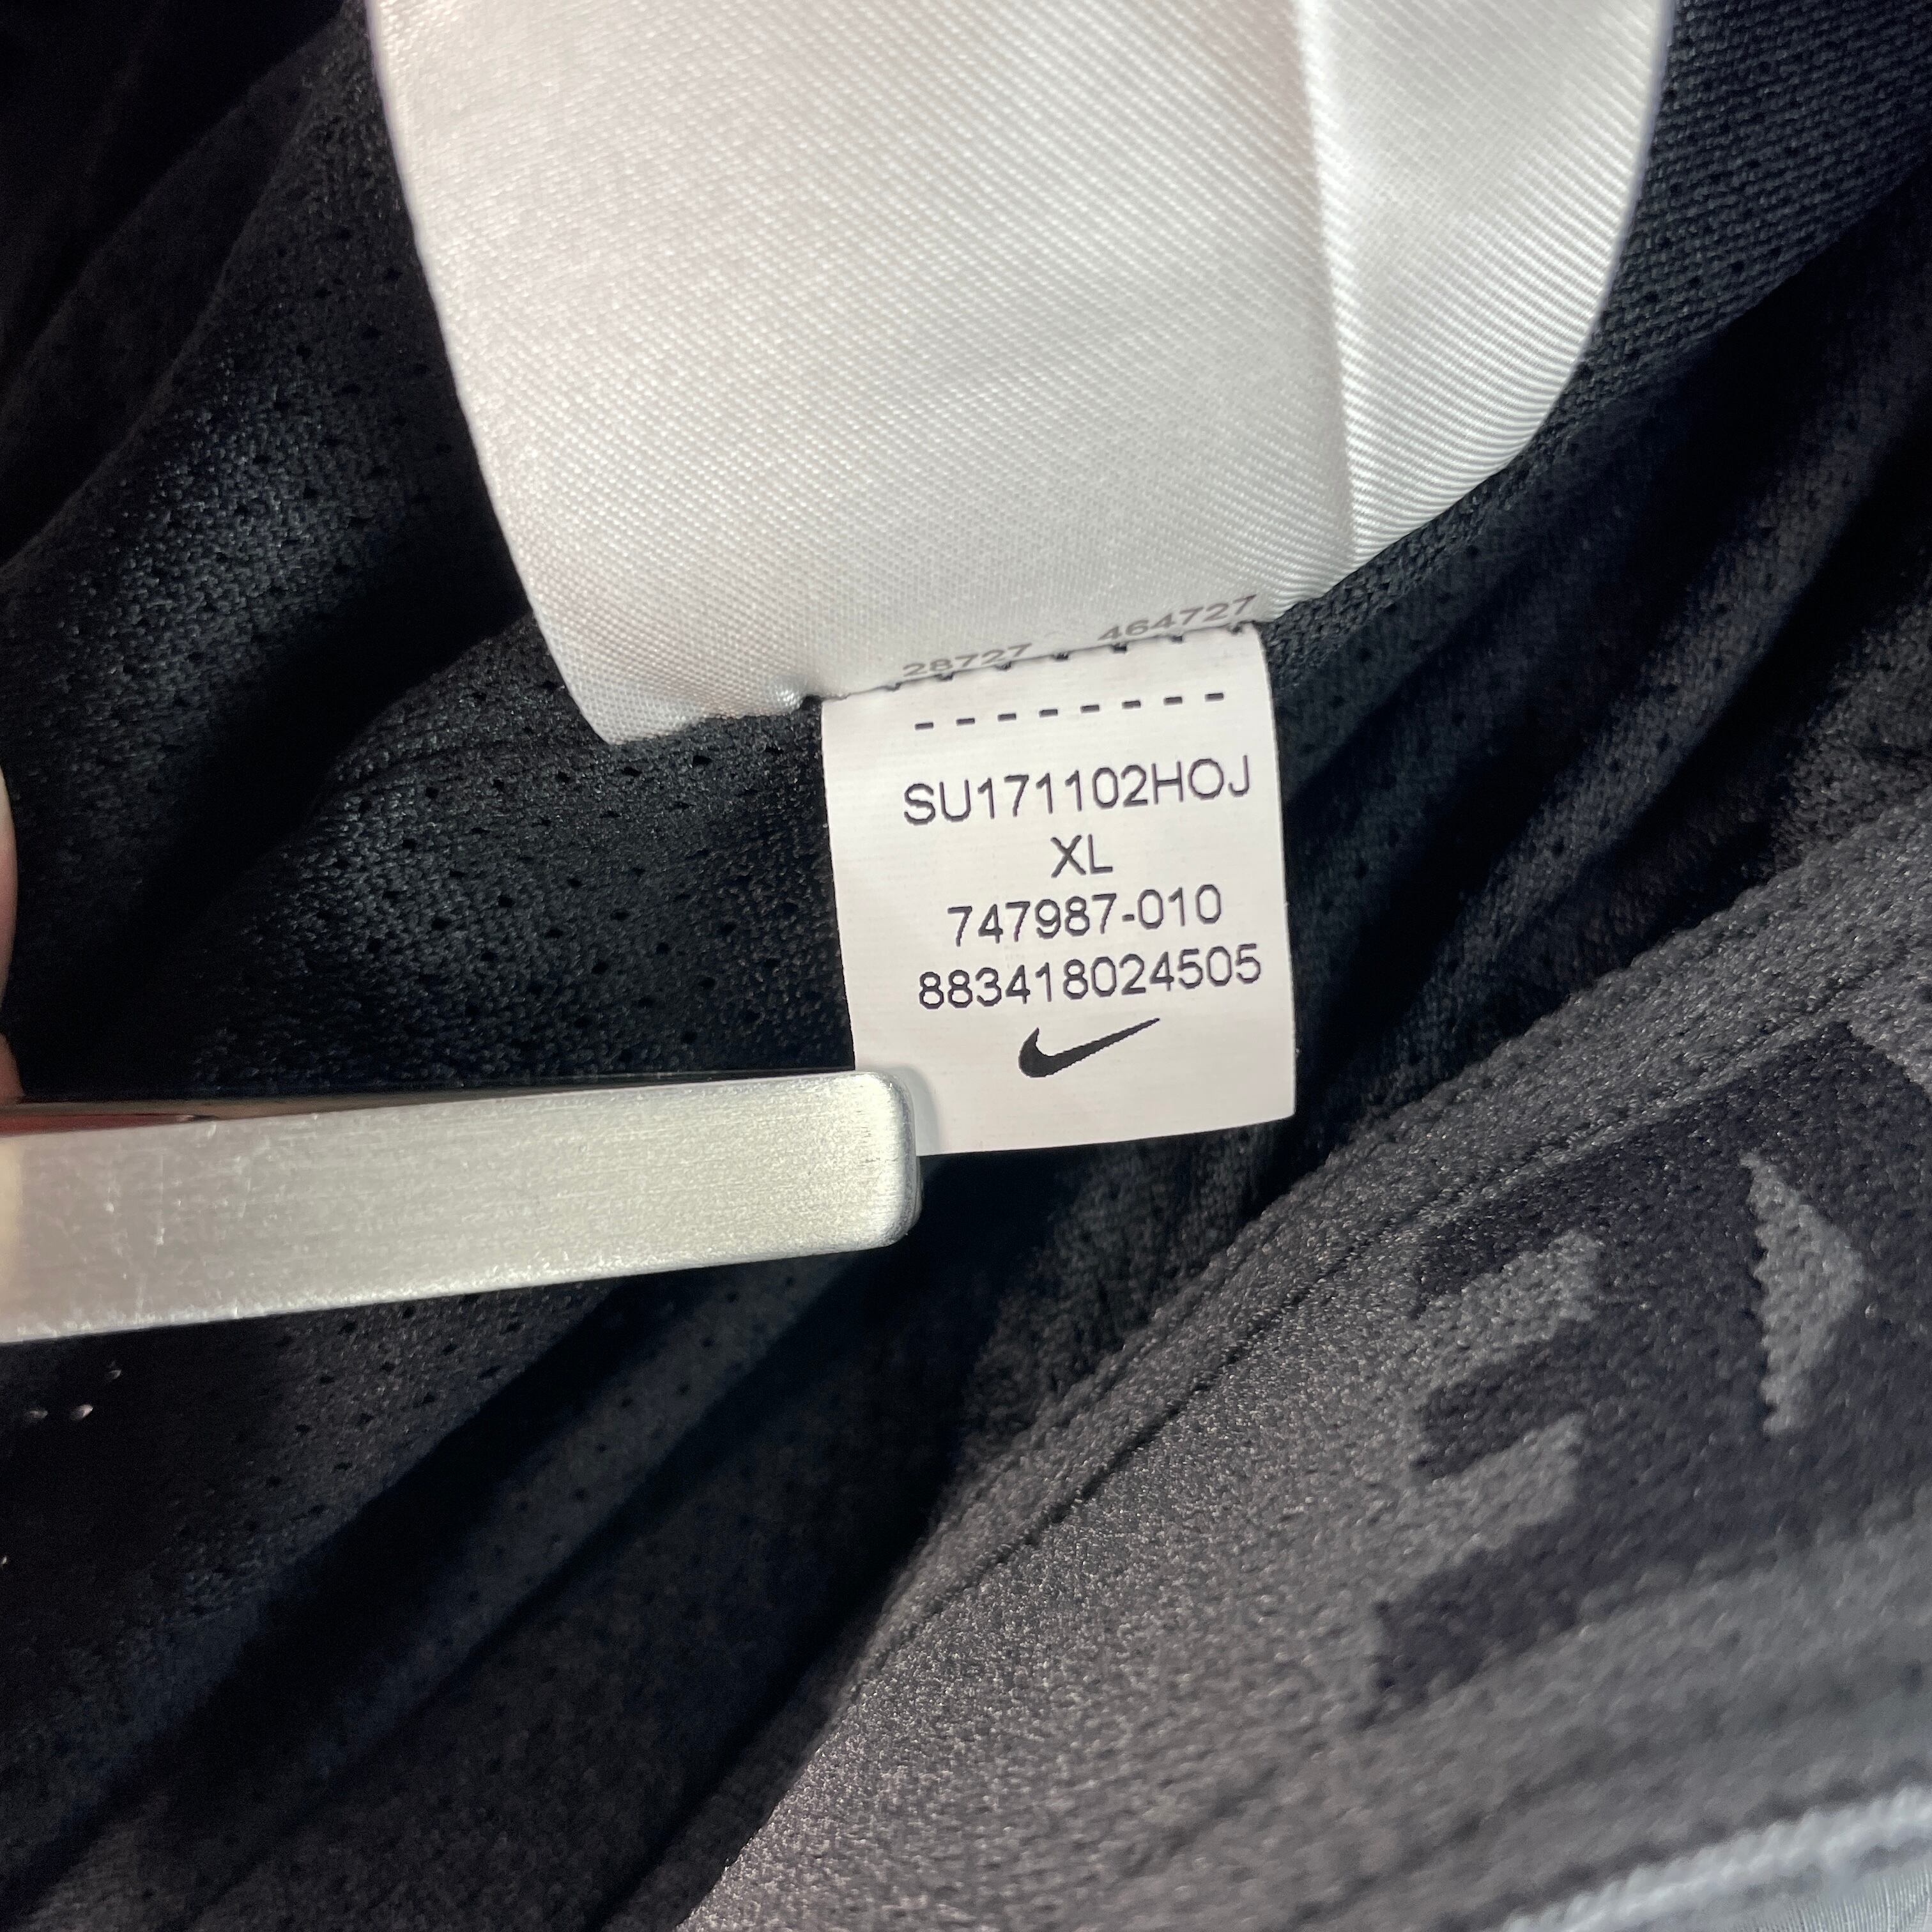 28727 464727
--------
SU171102HOJ
XL
747987-010
883418024505